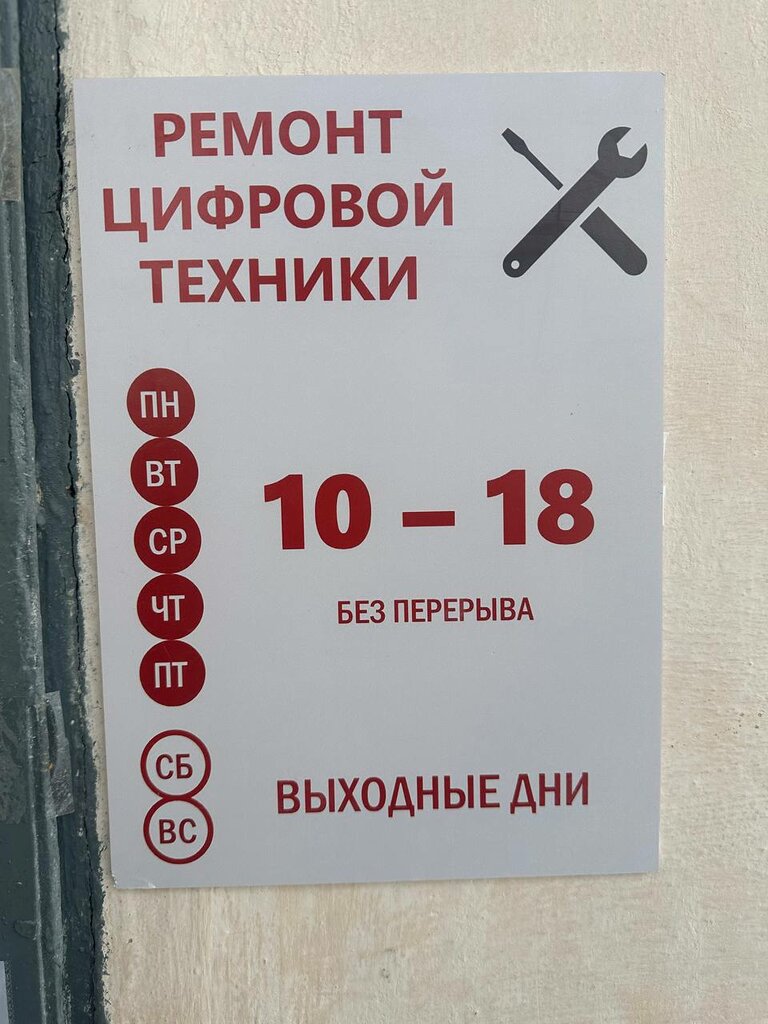 РЕМОНТ
ЦИФРОВОЙ
ТЕХНИКИ
ПН
ВТ
СР
ЧТ
ПТ
10 – 18
БЕЗ ПЕРЕРЫВА
СБ
ВС
ВЫХОДНЫЕ ДНИ